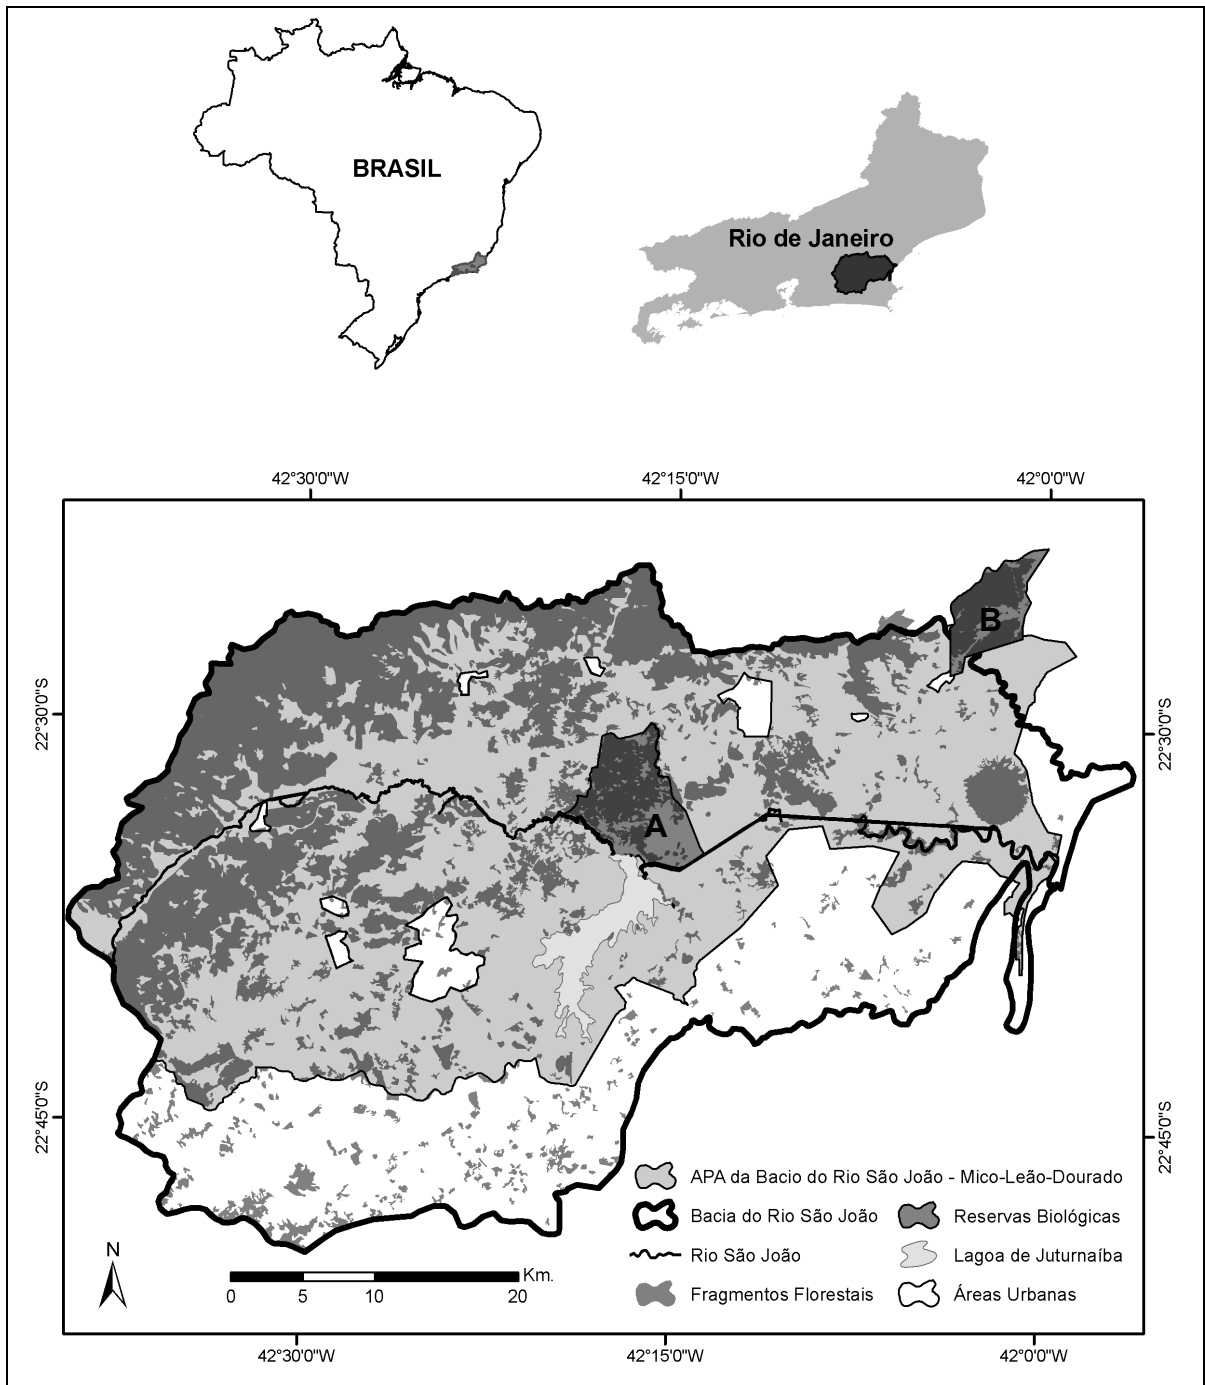 BRASIL
Rio de Janeiro
42°30'0"W 42°15'0"W 42°0'0"W
B
22°30'0"S 22°30'0"S
A
22°45'0"S 22°45'0"S
APA da Bacio do Rio São João - Mico-Leão-Dourado
Bacia do Rio São João Reservas Biológicas
Rio São João Lagoa de Juturnaíba
Fragmentos Florestais Áreas Urbanas
N
Km.
0 5 10 20
42°30'0"W 42°15'0"W 42°0'0"W